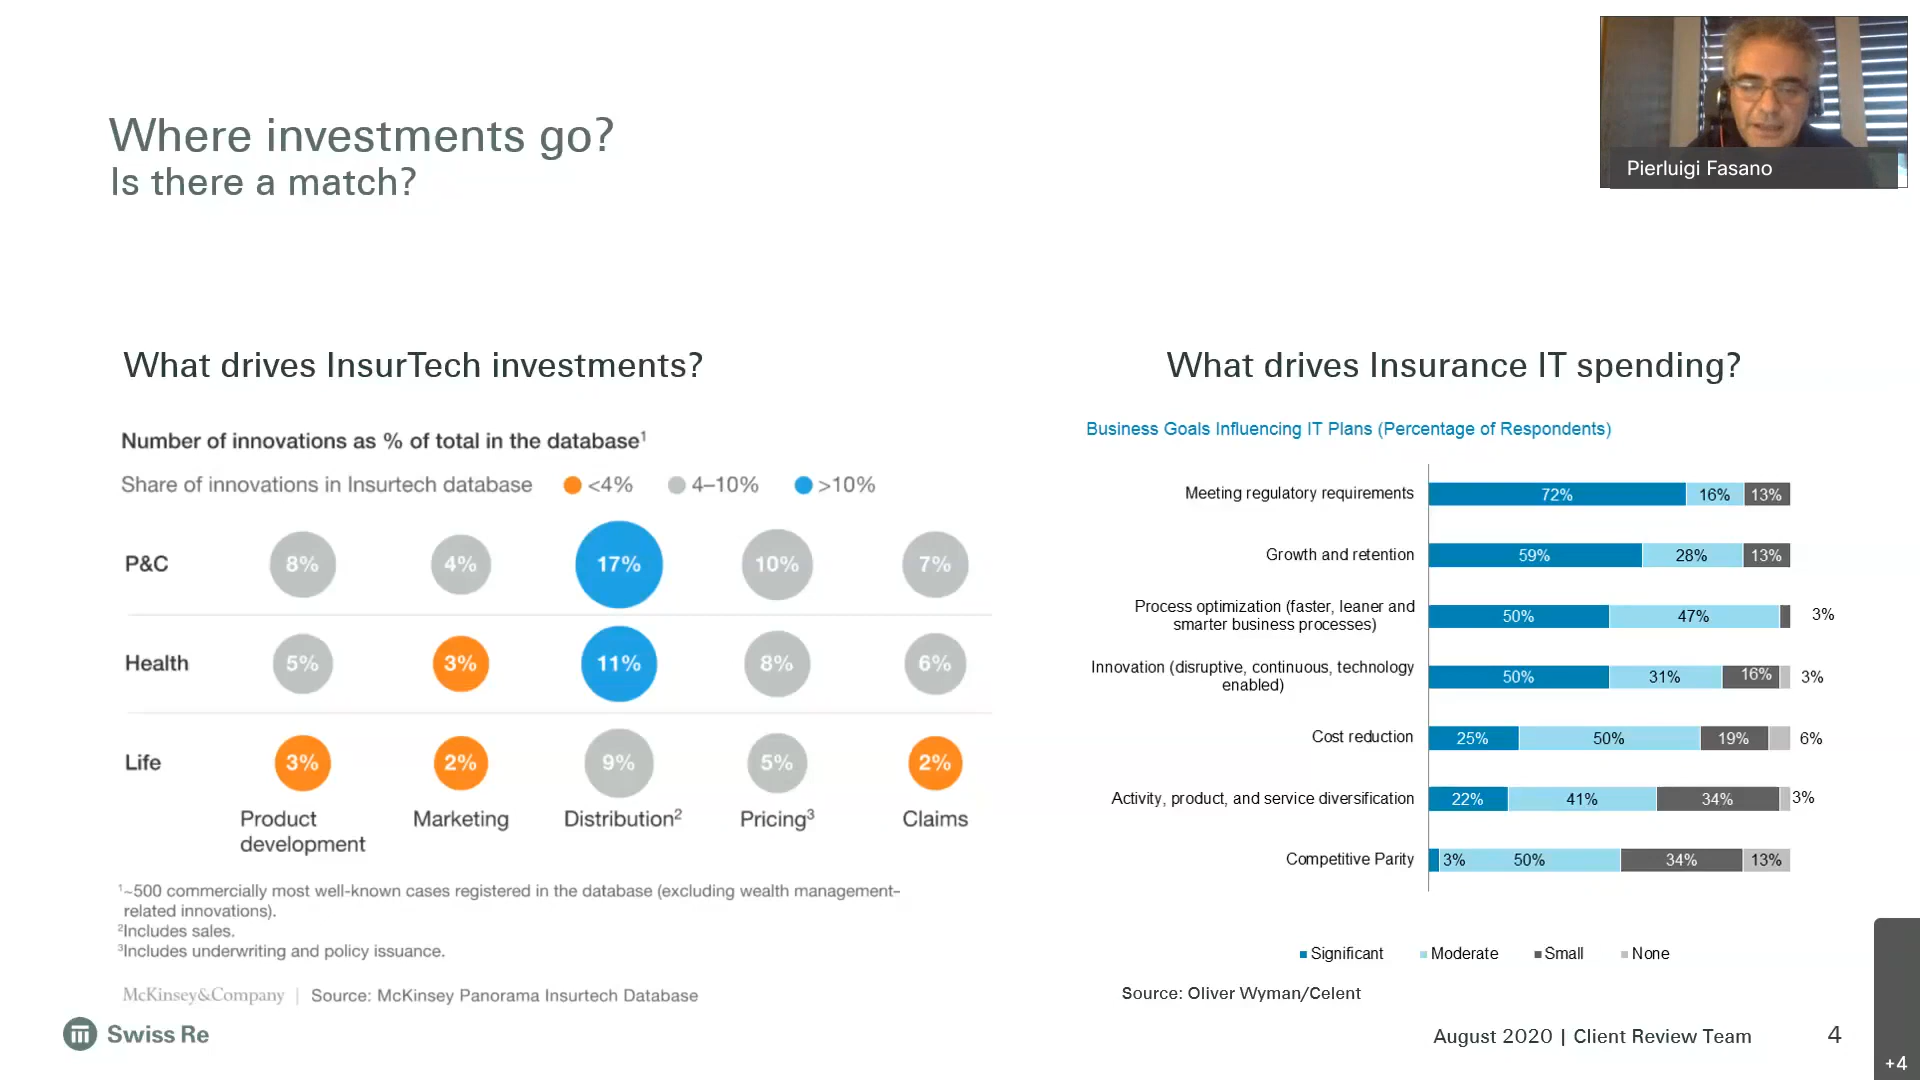 Where investments go?
Is there a match?
Pierluigi Fasano
What drives InsurTech investments?
Number of innovations as % of total in the database¹
Share of innovations in Insurtech database <4% 4–10% >10%
P&C 8% 4% 17% 10% 7%
Health 5% 3% 11% 8% 6%
Life 3% 2% 9% 5% 2%
Product development Marketing Distribution² Pricing³ Claims
¹~500 commercially most well-known cases registered in the database (excluding wealth management–
related innovations).
²Includes sales.
³Includes underwriting and policy issuance.
McKinsey&Company | Source: McKinsey Panorama Insurtech Database
What drives Insurance IT spending?
Business Goals Influencing IT Plans (Percentage of Respondents)
Meeting regulatory requirements 72% 16% 13%
Growth and retention 59% 28% 13%
Process optimization (faster, leaner and
smarter business processes) 50% 47% 3%
Innovation (disruptive, continuous, technology
enabled) 50% 31% 16% 3%
Cost reduction 25% 50% 19% 6%
Activity, product, and service diversification 22% 41% 34% 3%
Competitive Parity 3% 50% 34% 13%
Significant Moderate Small None
Source: Oliver Wyman/Celent
Swiss Re
August 2020 | Client Review Team 4
+4